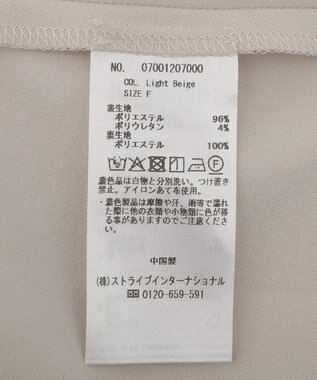 NO. 07001207000
COL. Light Beige
SIZE F
表生地
ポリエステル 96%
ポリウレタン 4%
裏生地
ポリエステル 100%
濃色品は白物と分別洗い。つけ置き
禁止。アイロンあて布使用。
・濃色製品は摩擦や汗、雨等で濡れ
た際に他の衣類や小物類に色が移
る事がありますのでご注意ください。
中国製
(株)ストライプインターナショナル
☎ 0120-659-591